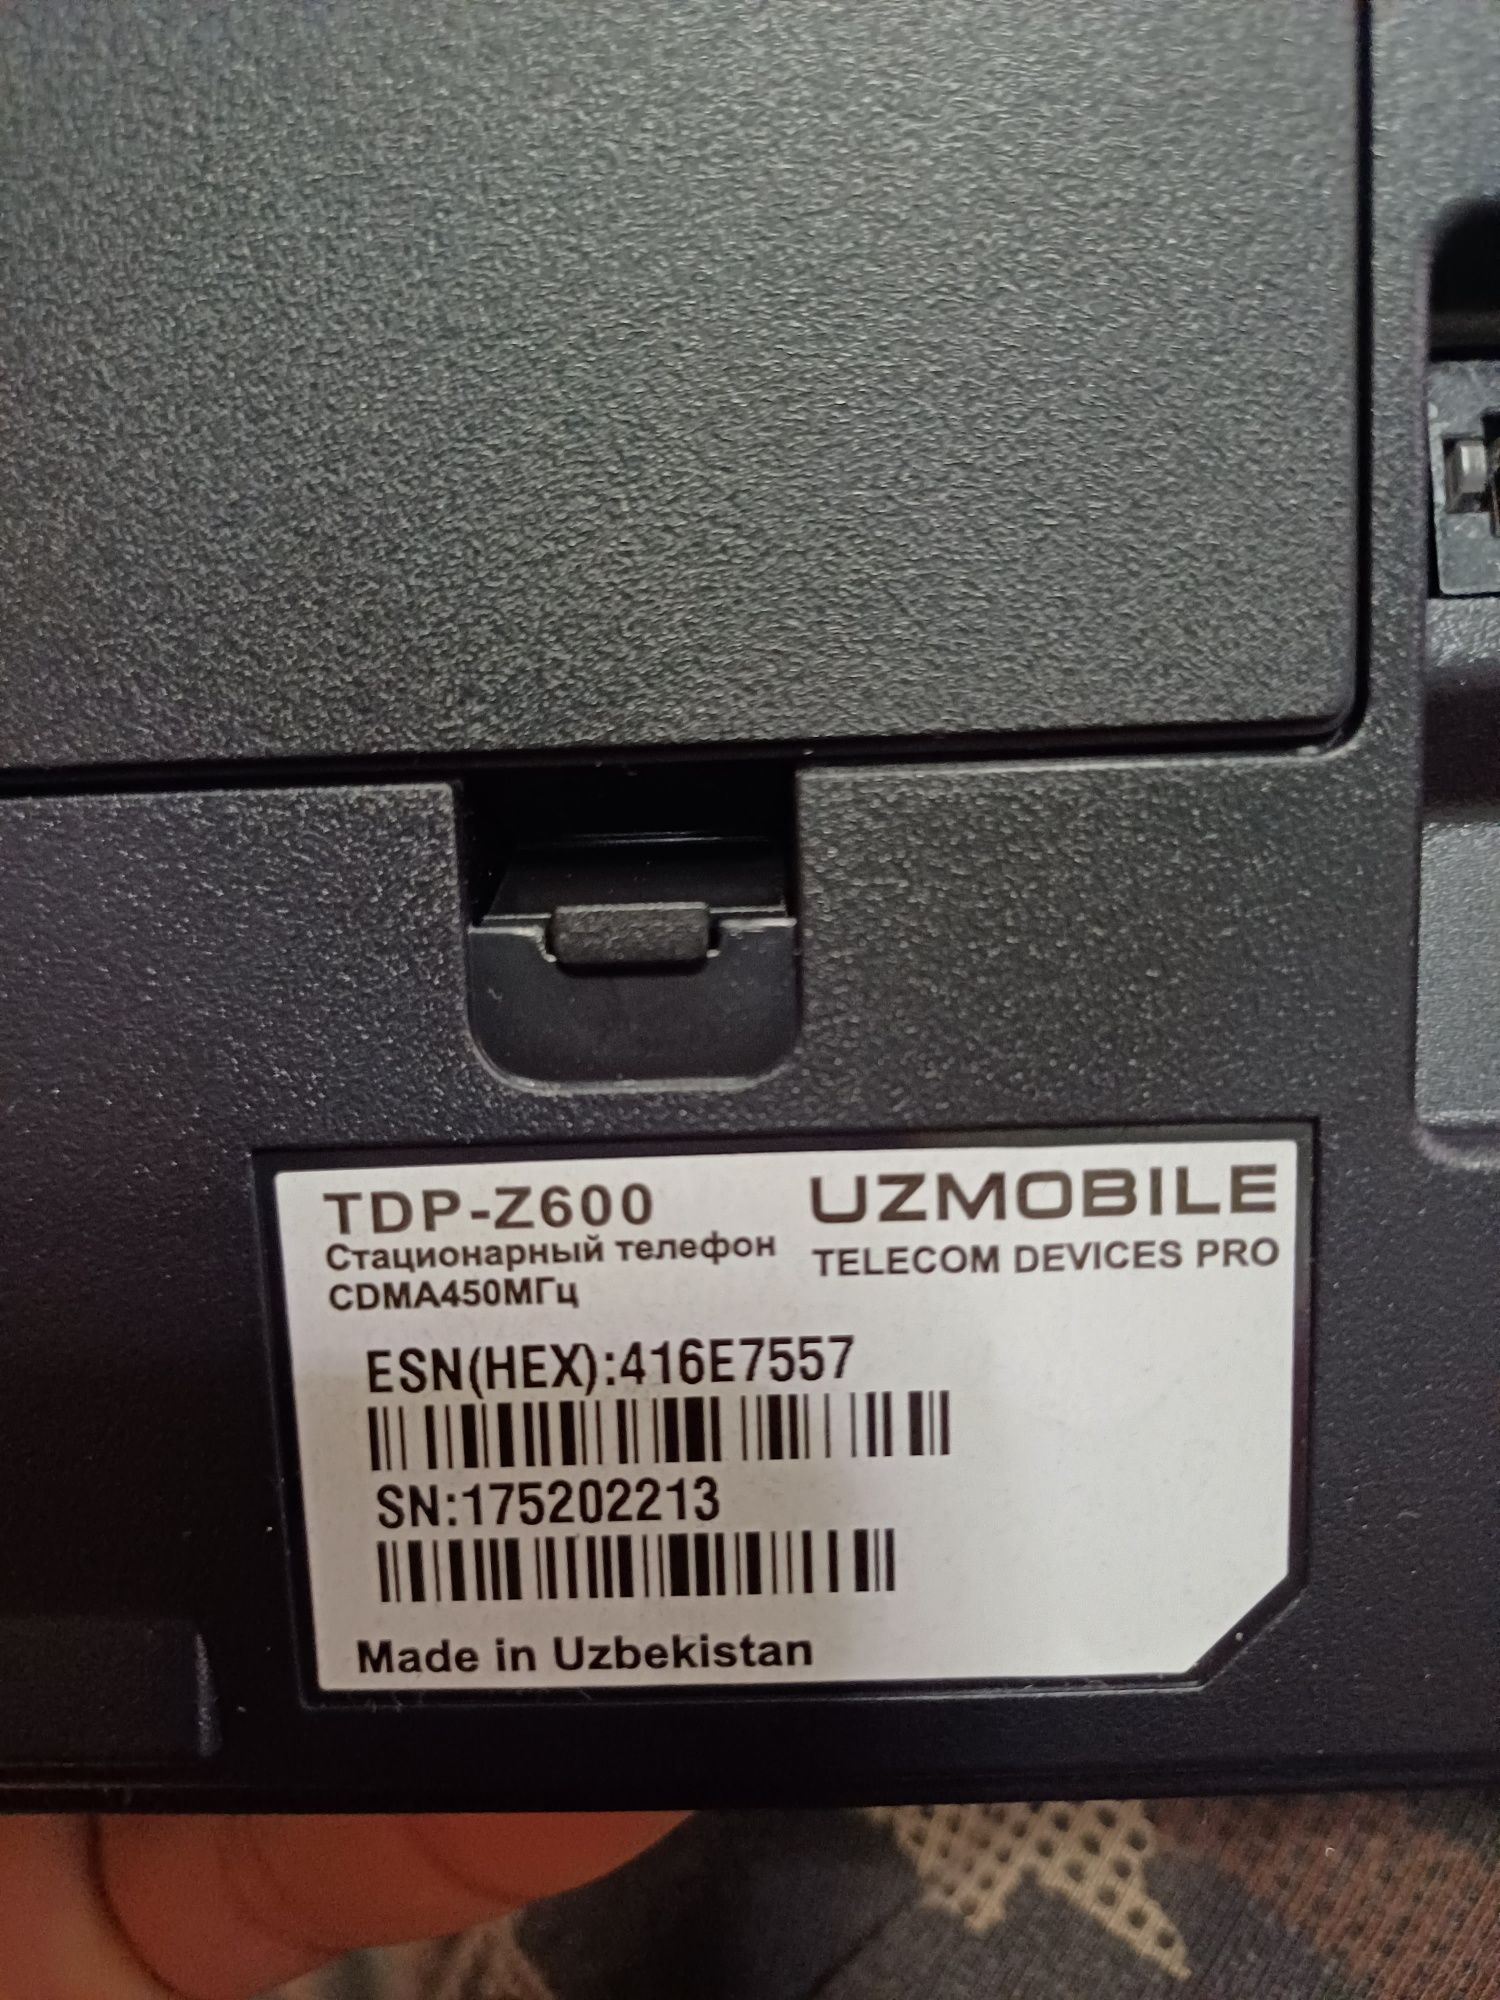 TDP-Z600
Стационарный телефон
CDMA450МГц
UZMOBILE
TELECOM DEVICES PRO
ESN(HEX):416E7557
SN:175202213
Made in Uzbekistan